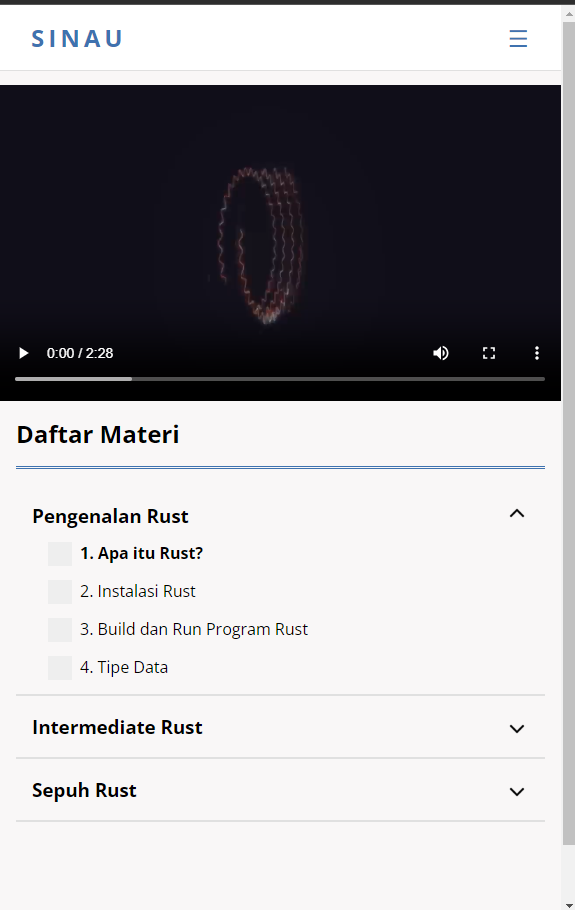 SINAU
0:00 / 2:28
Daftar Materi
Pengenalan Rust
1. Apa itu Rust?
2. Instalasi Rust
3. Build dan Run Program Rust
4. Tipe Data
Intermediate Rust
Sepuh Rust